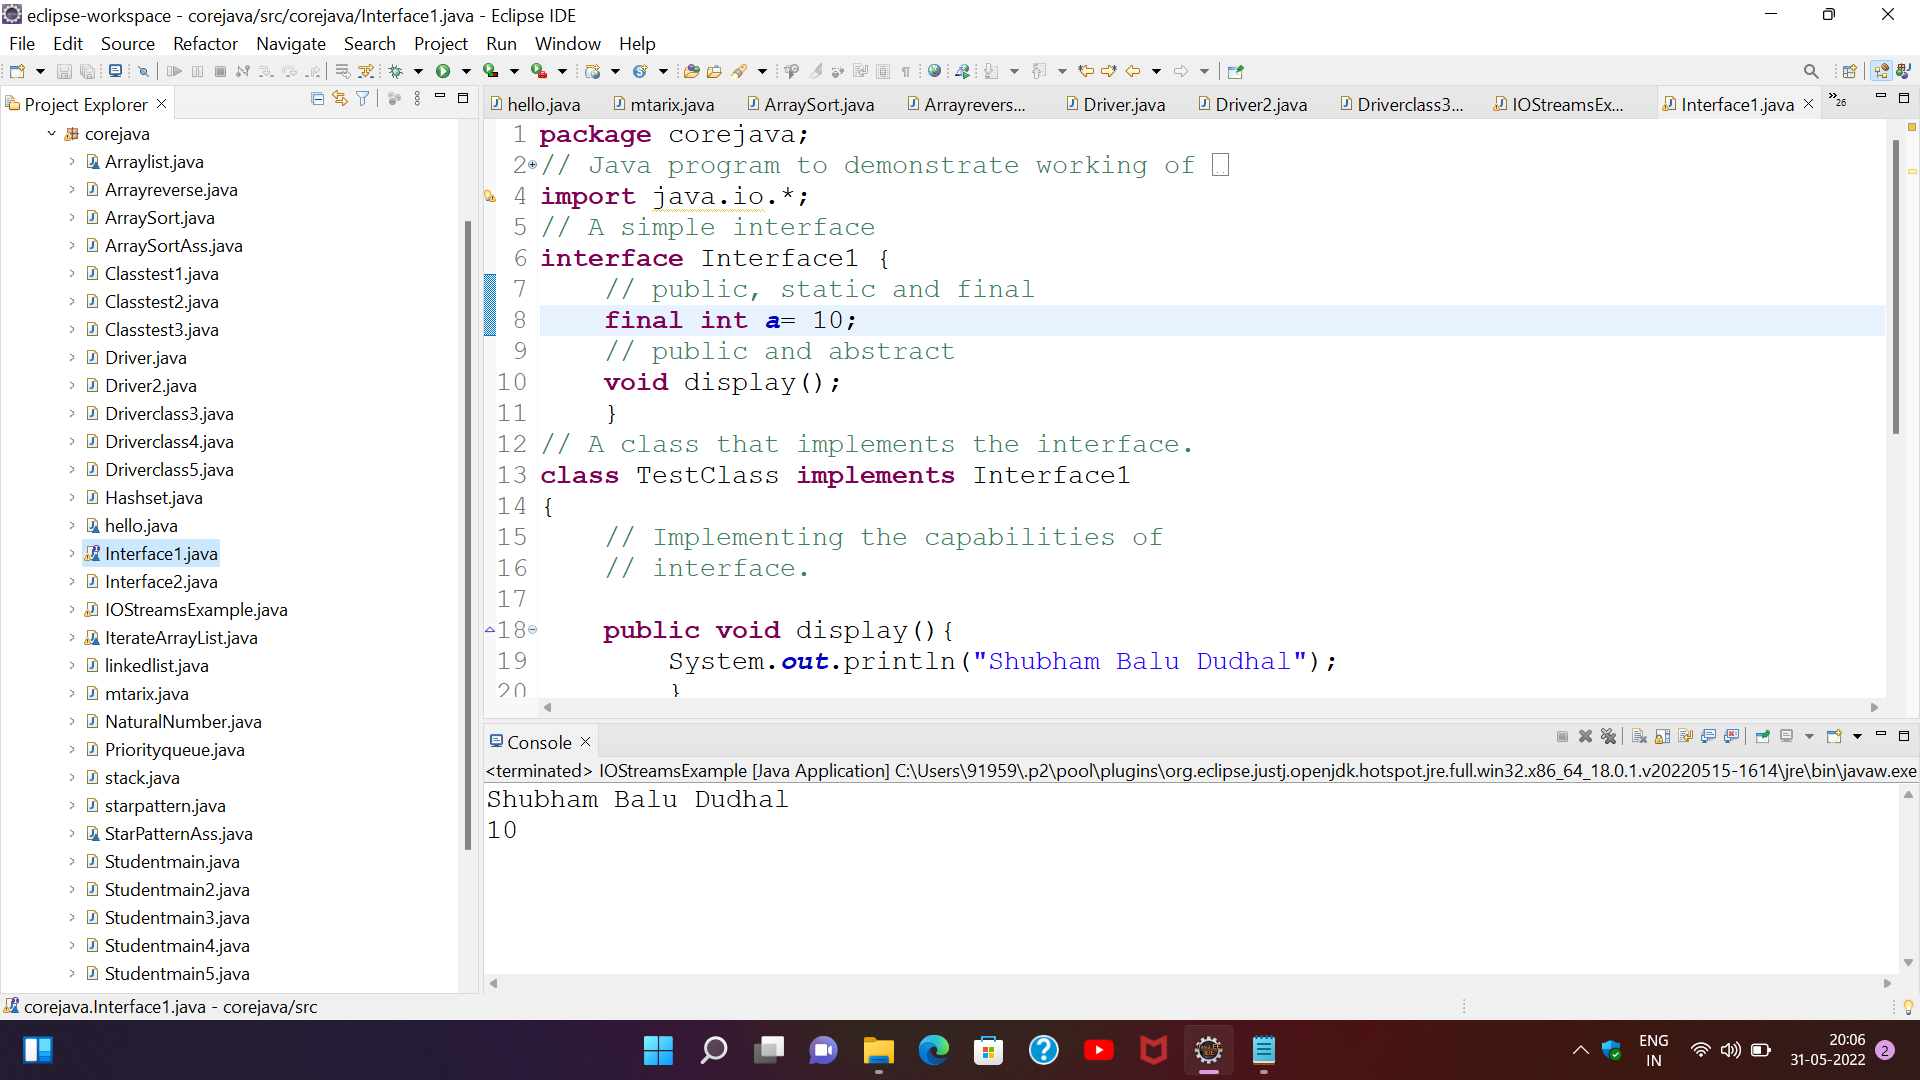 eclipse-workspace - corejava/src/corejava/Interface1.java - Eclipse IDE
File Edit Source Refactor Navigate Search Project Run Window Help
Project Explorer
corejava
Arraylist.java
Arrayreverse.java
ArraySort.java
ArraySortAss.java
Classtest1.java
Classtest2.java
Classtest3.java
Driver.java
Driver2.java
Driverclass3.java
Driverclass4.java
Driverclass5.java
Hashset.java
hello.java
Interface1.java
Interface2.java
IOStreamsExample.java
IterateArrayList.java
linkedlist.java
mtarix.java
NaturalNumber.java
Priorityqueue.java
stack.java
starpattern.java
StarPatternAss.java
Studentmain.java
Studentmain2.java
Studentmain3.java
Studentmain4.java
Studentmain5.java
hello.java mtarix.java ArraySort.java Arrayrevers... Driver.java Driver2.java Driverclass3... IOStreamsEx... Interface1.java »26
1 package corejava;
2 // Java program to demonstrate working of
4 import java.io.*;
5 // A simple interface
6 interface Interface1 {
7 // public, static and final
8 final int a= 10;
9 // public and abstract
10 void display();
11 }
12 // A class that implements the interface.
13 class TestClass implements Interface1
14 {
15 // Implementing the capabilities of
16 // interface.
17
18 public void display(){
19 System.out.println("Shubham Balu Dudhal");
20 }
Console
<terminated> IOStreamsExample [Java Application] C:\Users\91959\.p2\pool\plugins\org.eclipse.justj.openjdk.hotspot.jre.full.win32.x86_64_18.0.1.v20220515-1614\jre\bin\javaw.exe
Shubham Balu Dudhal
10
corejava.Interface1.java - corejava/src
ENG
IN
20:06
31-05-2022
2